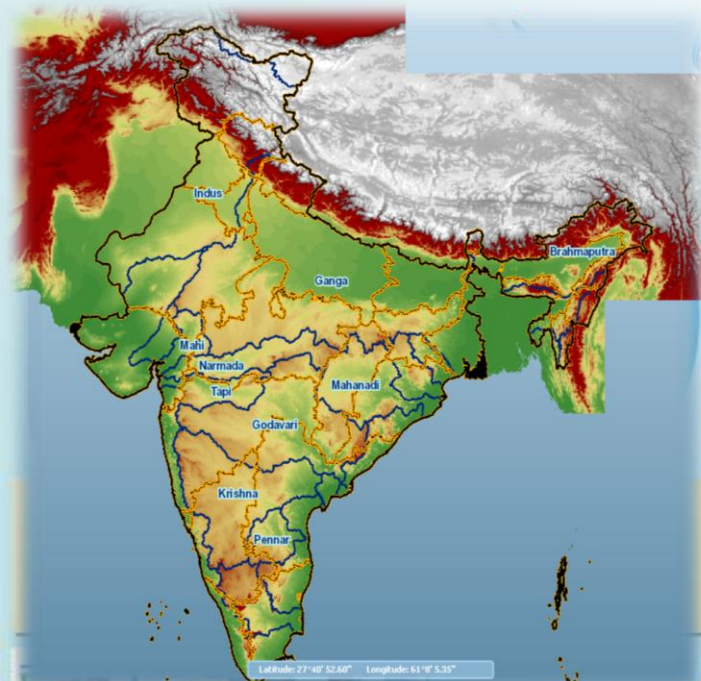 Indus
Brahmaputra
Ganga
Mahi
Narmada
Tapi
Mahanadi
Godavari
Krishna
Pennar
Latitude: 27°40' 52.60" Longitude: 61°8' 5.35"